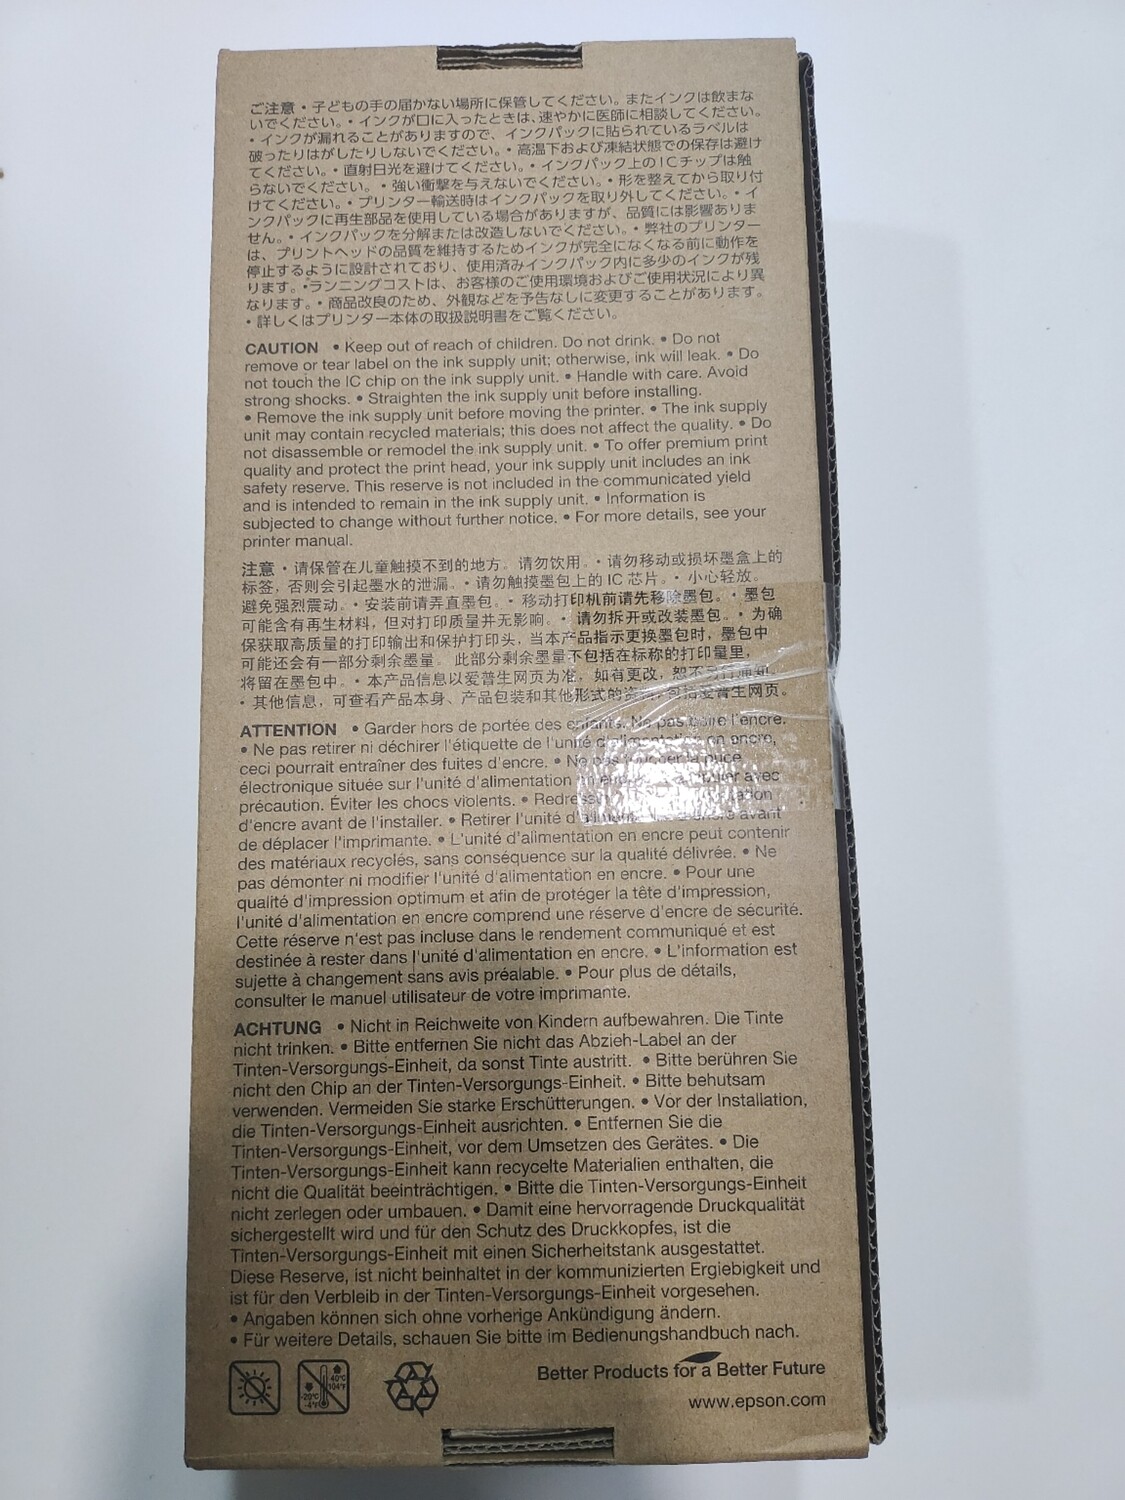 ご注意・子どもの手の届かない場所に保管してください。またインクは飲まな
いでください。・インクが口に入ったときは、速やかに医師に相談してください。
・インクが漏れることがありますので、インクパックに貼られているラベルは
破ったりはがしたりしないでください。・高温下および凍結状態での保存は避け
てください。・直射日光を避けてください。・インクパック上のICチップは触
らないでください。・強い衝撃を与えないでください。・形を整えてから取り付
けてください。・プリンター輸送時はインクパックを取り外してください。・イ
ンクパックに再生部品を使用している場合がありますが、品質には影響ありま
せん。・インクパックを分解または改造しないでください。・弊社のプリンター
は、プリントヘッドの品質を維持するためインクが完全になくなる前に動作を
停止するように設計されており、使用済みインクパック内に多少のインクが残
ります。・ランニングコストは、お客様のご使用環境およびご使用状況により異
なります。・商品改良のため、外観などを予告なしに変更することがあります。
・詳しくはプリンター本体の取扱説明書をご覧ください。
CAUTION • Keep out of reach of children. Do not drink. • Do not
remove or tear label on the ink supply unit; otherwise, ink will leak. • Do
not touch the IC chip on the ink supply unit. • Handle with care. Avoid
strong shocks. • Straighten the ink supply unit before installing.
• Remove the ink supply unit before moving the printer. • The ink supply
unit may contain recycled materials; this does not affect the quality. • Do
not disassemble or remodel the ink supply unit. • To offer premium print
quality and protect the print head, your ink supply unit includes an ink
safety reserve. This reserve is not included in the communicated yield
and is intended to remain in the ink supply unit. • Information is
subjected to change without further notice. • For more details, see your
printer manual.
注意・请保管在儿童触摸不到的地方。请勿饮用。・请勿移动或损坏墨盒上的
标签，否则会引起墨水的泄漏。・请勿触摸墨包上的 IC 芯片。・小心轻放。
避免强烈震动。・安装前请弄直墨包。・移动打印机前请先移除墨包。・墨包
可能含有再生材料，但对打印质量并无影响。・请勿拆开或改装墨包。・为确
保获取高质量的打印输出和保护打印头，当本产品指示更换墨包时，墨包中
可能还会有一部分剩余墨量。此部分剩余墨量不包括在标称的打印量里，
将留在墨包中。・本产品信息以爱普生网页为准，如有更改，恕不另行通知。
・其他信息，可查看产品本身、产品包装和其他形式的资料，包括爱普生网页。
ATTENTION • Garder hors de portée des enfants. Ne pas boire l'encre.
• Ne pas retirer ni déchirer l'étiquette de l'unité d'alimentation en encre,
ceci pourrait entraîner des fuites d'encre. • Ne pas toucher la puce
électronique située sur l'unité d'alimentation avec
précaution. Éviter les chocs violents. •
d'encre avant de l'installer. • Retirer l'unité avant
de déplacer l'imprimante. • L'unité d'alimentation en encre peut contenir
des matériaux recyclés, sans conséquence sur la qualité délivrée. • Ne
pas démonter ni modifier l'unité d'alimentation en encre. • Pour une
qualité d'impression optimum et afin de protéger la tête d'impression,
l'unité d'alimentation en encre comprend une réserve d'encre de sécurité.
Cette réserve n'est pas incluse dans le rendement communiqué et est
destinée à rester dans l'unité d'alimentation en encre. • L'information est
sujette à changement sans avis préalable. • Pour plus de détails,
consulter le manuel utilisateur de votre imprimante.
ACHTUNG • Nicht in Reichweite von Kindern aufbewahren. Die Tinte
nicht trinken. • Bitte entfernen Sie nicht das Abzieh-Label an der
Tinten-Versorgungs-Einheit, da sonst Tinte austritt. • Bitte berühren Sie
nicht den Chip an der Tinten-Versorgungs-Einheit. • Bitte behutsam
verwenden. Vermeiden Sie starke Erschütterungen. • Vor der Installation,
die Tinten-Versorgungs-Einheit ausrichten. • Entfernen Sie die
Tinten-Versorgungs-Einheit, vor dem Umsetzen des Gerätes. • Die
Tinten-Versorgungs-Einheit kann recycelte Materialien enthalten, die
nicht die Qualität beeinträchtigen. • Bitte die Tinten-Versorgungs-Einheit
nicht zerlegen oder umbauen. • Damit eine hervorragende Druckqualität
sichergestellt wird und für den Schutz des Druckkopfes, ist die
Tinten-Versorgungs-Einheit mit einen Sicherheitstank ausgestattet.
Diese Reserve, ist nicht beinhaltet in der kommunizierten Ergiebigkeit und
ist für den Verbleib in der Tinten-Versorgungs-Einheit vorgesehen.
• Angaben können sich ohne vorherige Ankündigung ändern.
• Für weitere Details, schauen Sie bitte im Bedienungshandbuch nach.
40°C
104°F
-20°C
-4°F
Better Products for a Better Future
www.epson.com